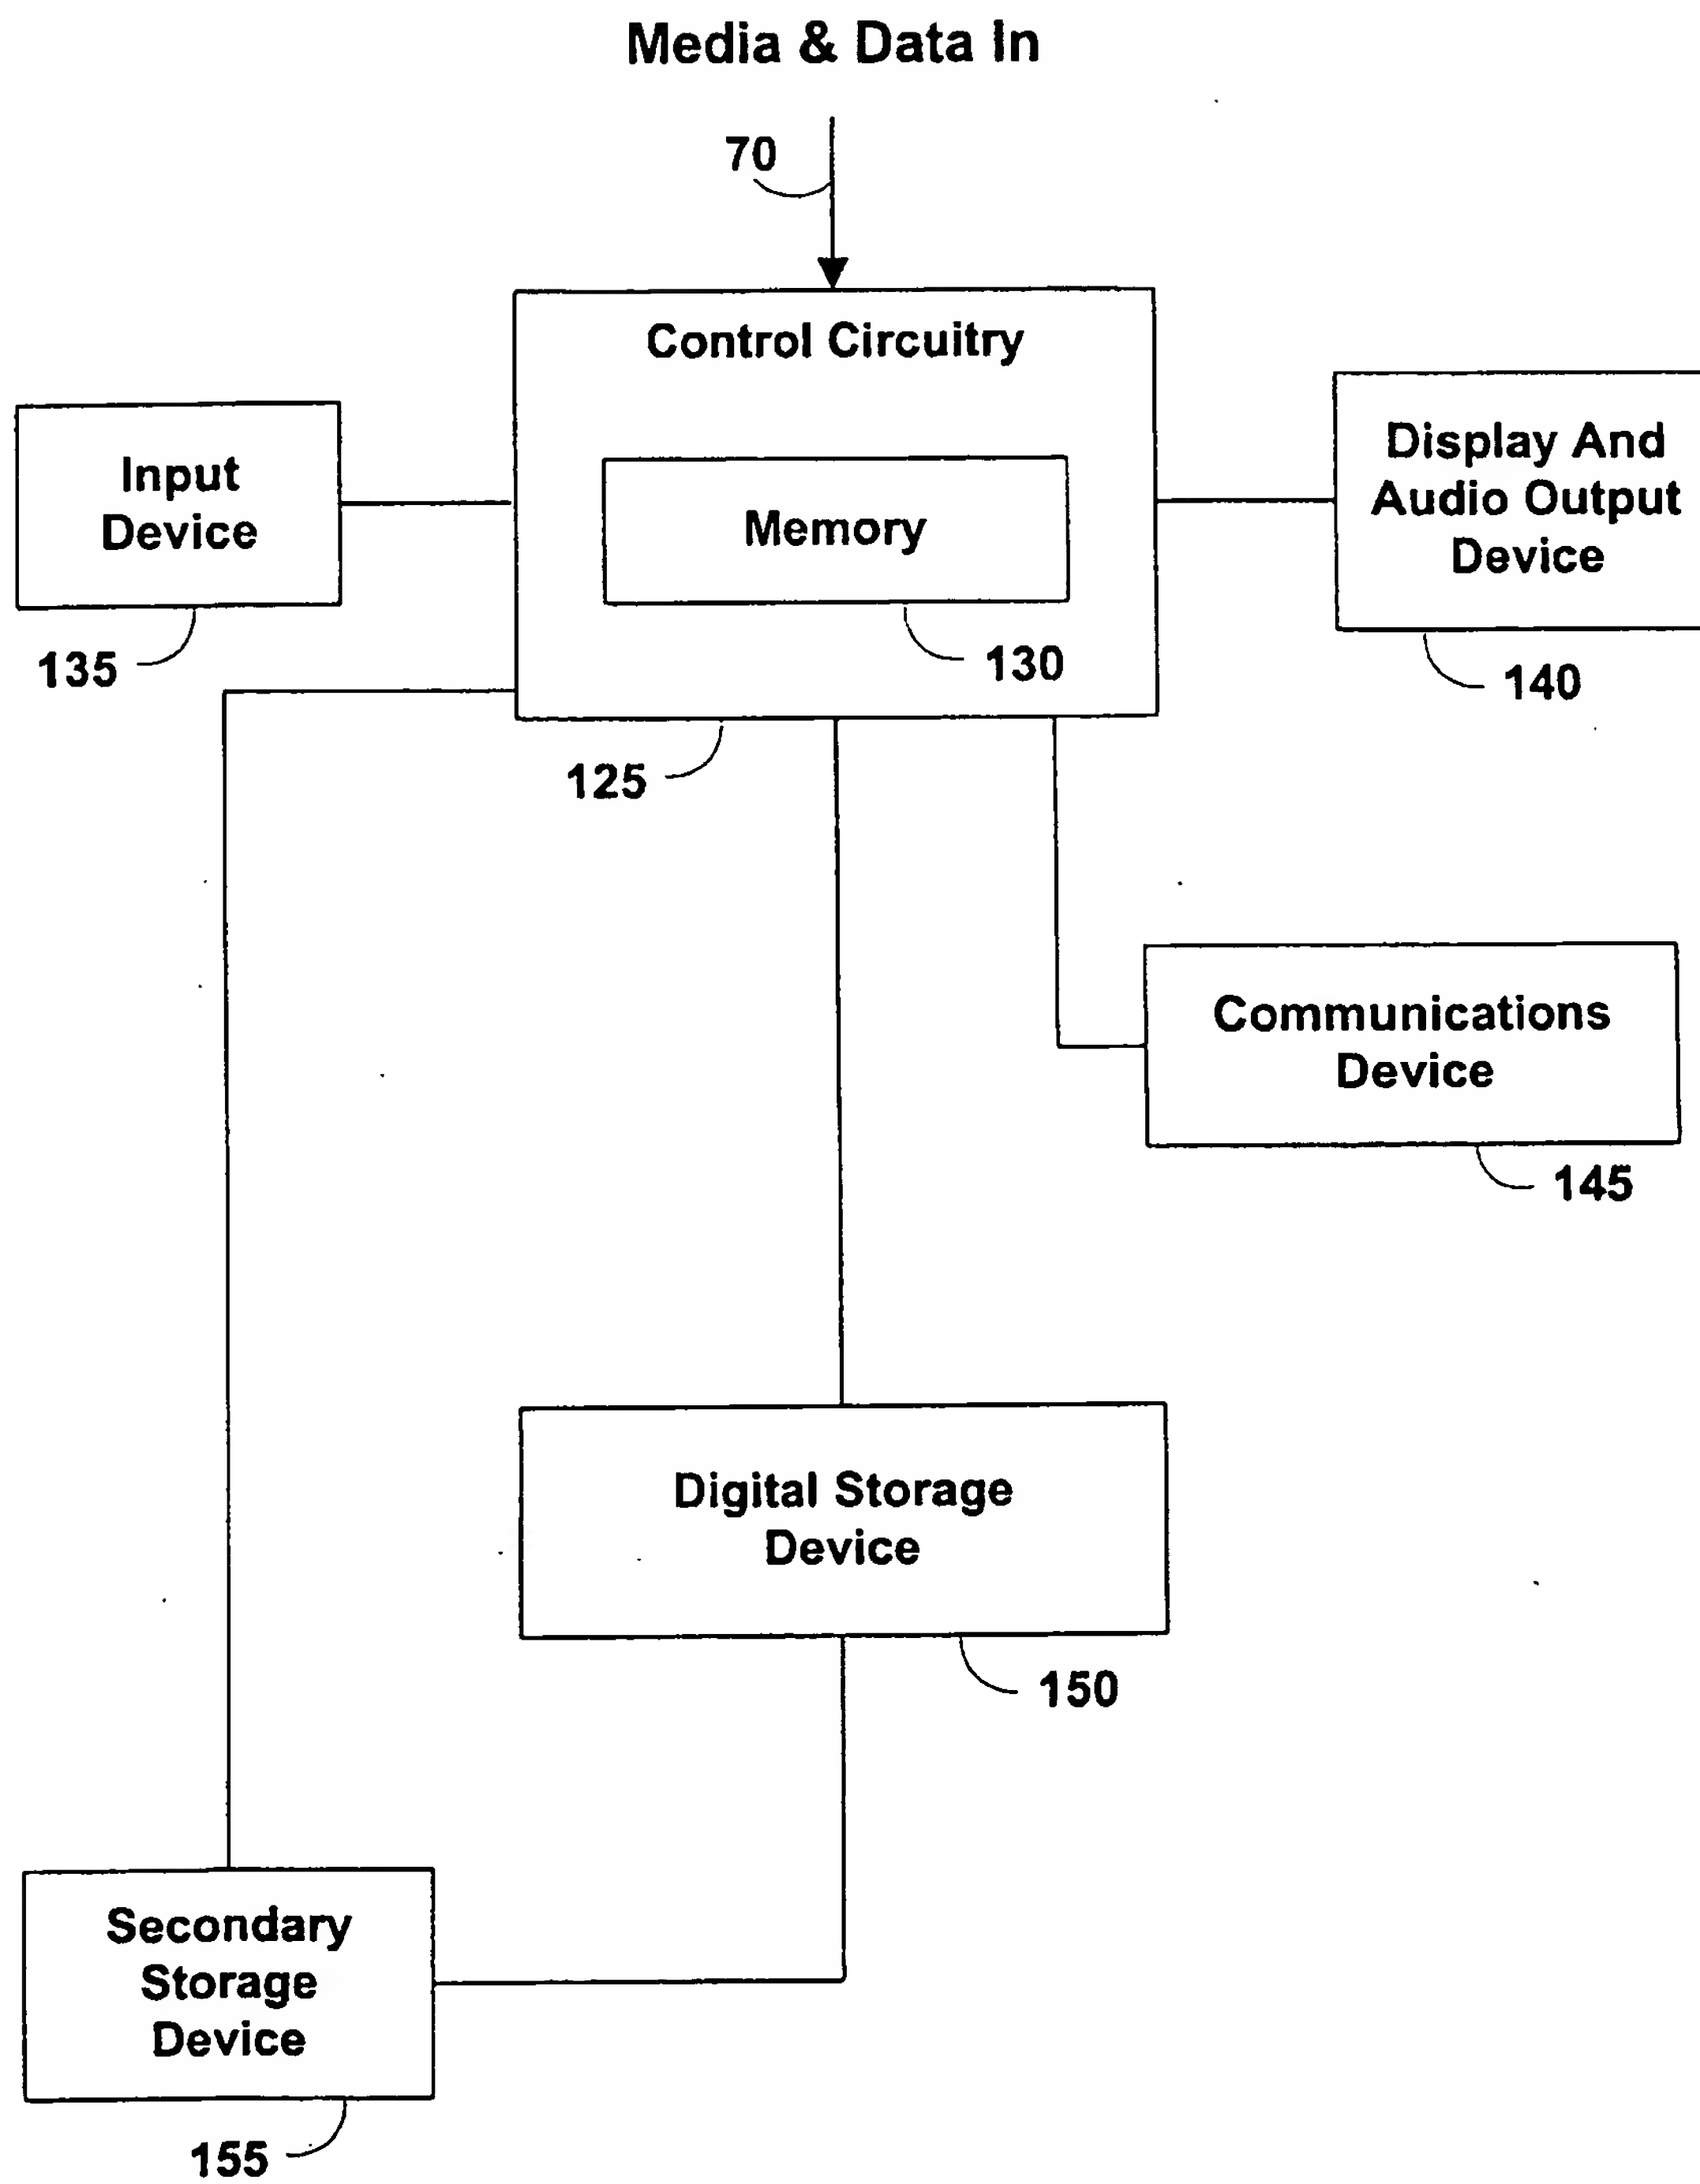 Media & Data In
70
Control Circuitry
Input
Device
Memory
Display And
Audio Output
Device
135
130
140
125
Communications
Device
145
Digital Storage
Device
150
Secondary
Storage
Device
155